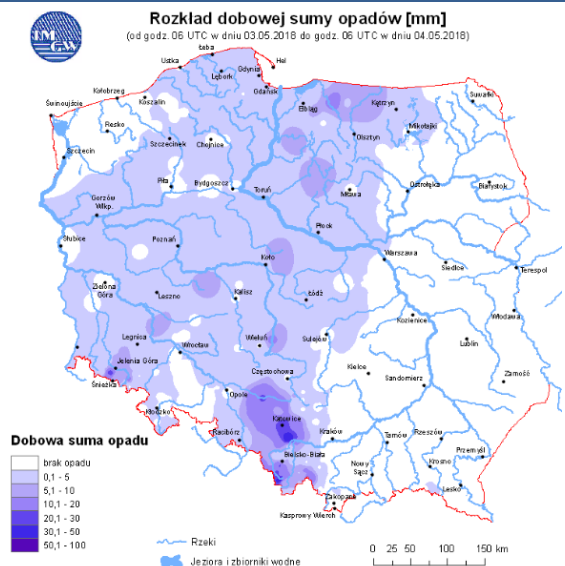 IM
G.W
Rozkład dobowej sumy opadów [mm]
(od godz. 06 UTC w dniu 03.05.2018 do godz. 06 UTC w dniu 04.05.2018)
Łeba
Ustka
Hel
Gdynia
Lębork
Gdańsk
Kołobrzeg
Koszalin
Elbląg
Kętrzyn
Suwałki
Świnoujście
Resko
Szczecinek
Chojnice
Olsztyn
Mikołajki
Szczecin
Piła
Bydgoszcz
Toruń
Mława
Ostrołęka
Białystok
Gorzów
Wlkp.
Płock
Słubice
Poznań
Koło
Warszawa
Siedlce
Terespol
Zielona
Góra
Leszno
Kalisz
Łódź
Kozienice
Włodawa
Legnica
Wrocław
Wieluń
Sulejów
Lublin
Jelenia Góra
Śnieżka
Częstochowa
Kielce
Sandomierz
Zamość
Opole
Kłodzko
Katowice
Racibórz
Kraków
Tarnów
Rzeszów
Przemyśl
Bielsko-Biała
Nowy
Sącz
Krosno
Lesko
Zakopane
Kasprowy Wierch
Dobowa suma opadu
brak opadu
0,1 - 5
5,1 - 10
10,1 - 20
20,1 - 30
30,1 - 50
50,1 - 100
Rzeki
Jeziora i zbiorniki wodne
0 25 50 100 150 km